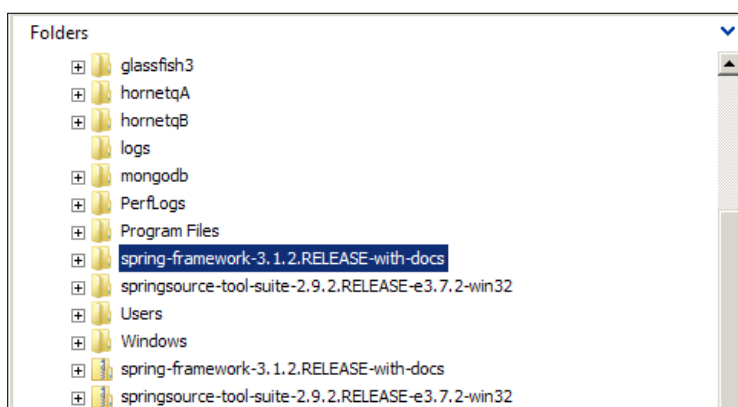 Folders
glassfish3
hornetqA
hornetqB
logs
mongodb
PerfLogs
Program Files
spring-framework-3.1.2.RELEASE-with-docs
springsource-tool-suite-2.9.2.RELEASE-e3.7.2-win32
Users
Windows
spring-framework-3.1.2.RELEASE-with-docs
springsource-tool-suite-2.9.2.RELEASE-e3.7.2-win32